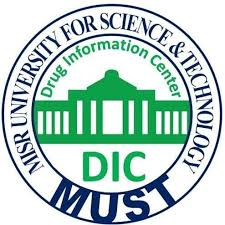 MISR UNIVERSITY FOR SCIENCE & TECHNOLOGY
Drug Information Center
DIC
MUST